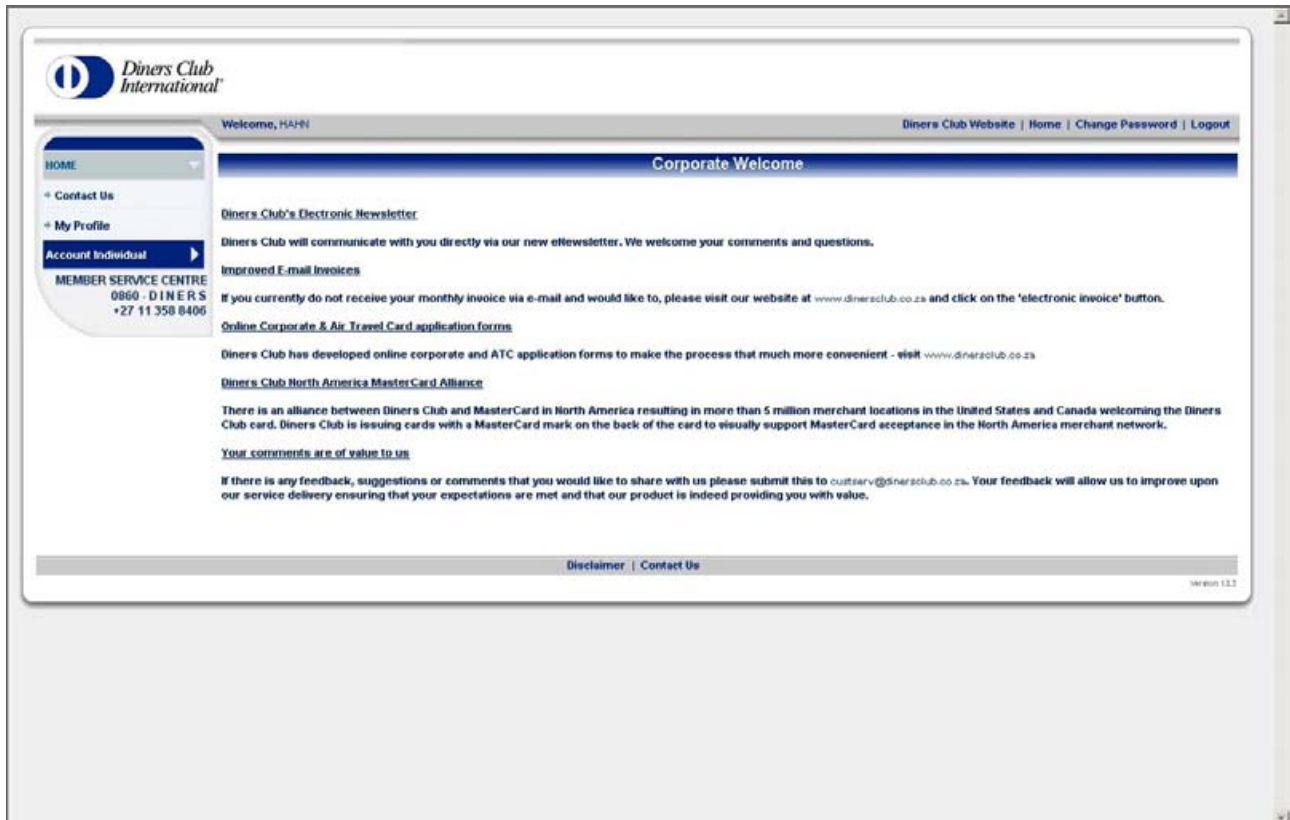 Diners Club
International®
Welcome, HAHN
Diners Club Website | Home | Change Password | Logout
HOME
Contact Us
My Profile
Account Individual
MEMBER SERVICE CENTRE
0860 - D I N E R S
+27 11 358 8406
Corporate Welcome
Diners Club's Electronic Newsletter
Diners Club will communicate with you directly via our new eNewsletter. We welcome your comments and questions.
Improved E-mail Invoices
If you currently do not receive your monthly invoice via e-mail and would like to, please visit our website at www.dinersclub.co.za and click on the 'electronic invoice' button.
Online Corporate & Air Travel Card application forms
Diners Club has developed online corporate and ATC application forms to make the process that much more convenient - visit www.dinersclub.co.za
Diners Club North America MasterCard Alliance
There is an alliance between Diners Club and MasterCard in North America resulting in more than 5 million merchant locations in the United States and Canada welcoming the Diners
Club card. Diners Club is issuing cards with a MasterCard mark on the back of the card to visually support MasterCard acceptance in the North America merchant network.
Your comments are of value to us
If there is any feedback, suggestions or comments that you would like to share with us please submit this to custserv@dinersclub.co.za. Your feedback will allow us to improve upon
our service delivery ensuring that your expectations are met and that our product is indeed providing you with value.
Disclaimer | Contact Us
Version